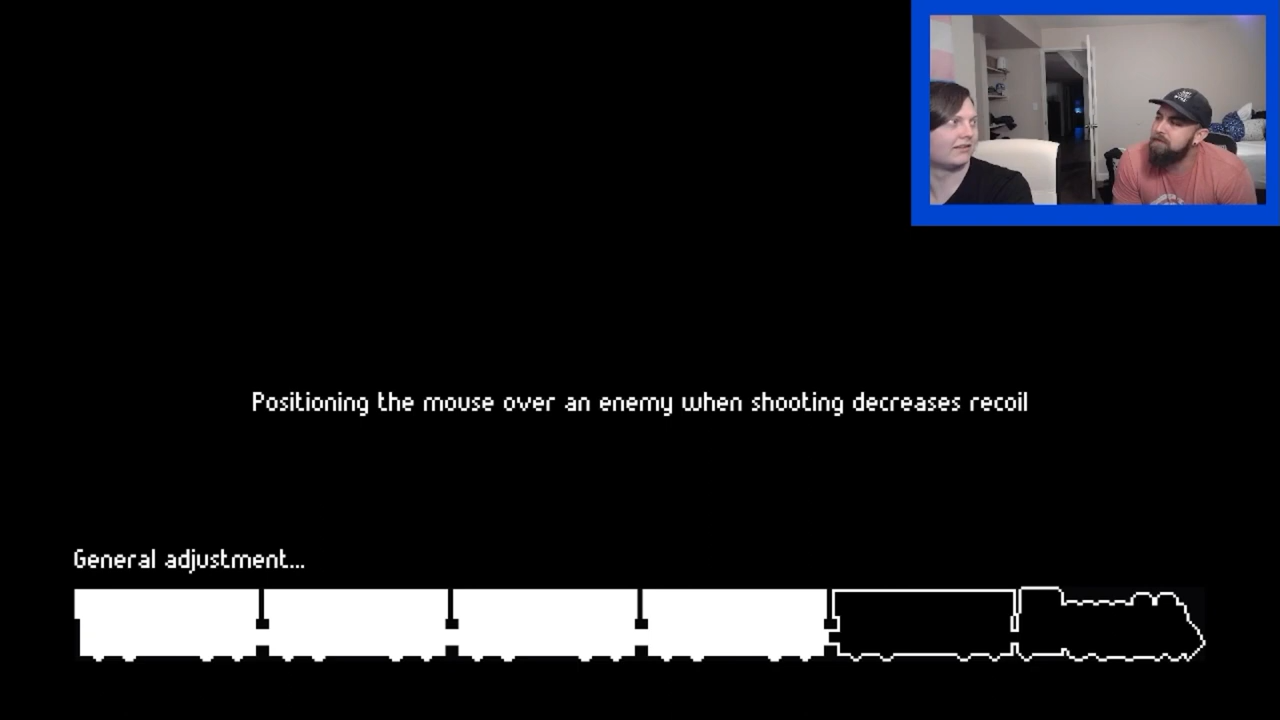 Positioning the mouse over an enemy when shooting decreases recoil
General adjustment...